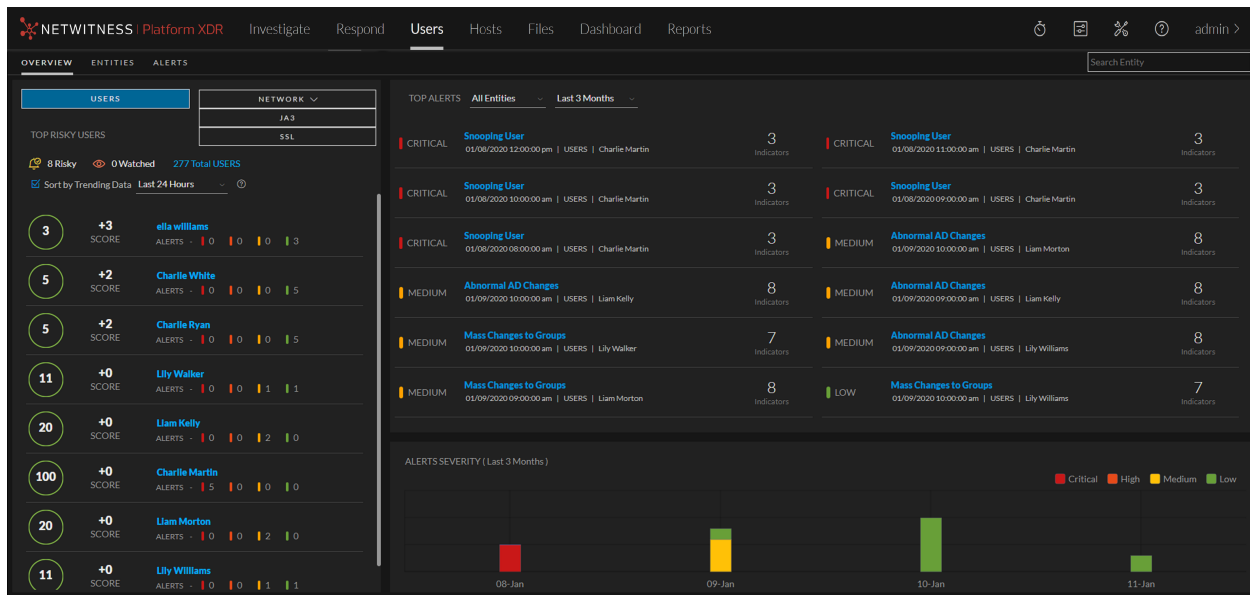 NETWITNESS Platform XDR Investigate Respond Users Hosts Files Dashboard Reports admin >
OVERVIEW ENTITIES ALERTS Search Entity
USERS NETWORK
JA3
SSL
TOP RISKY USERS
8 Risky 0 Watched 277 Total USERS
Sort by Trending Data Last 24 Hours
3 +3 SCORE ella williams
ALERTS - 0 0 0 3
5 +2 SCORE Charlie White
ALERTS - 0 0 0 5
5 +2 SCORE Charlie Ryan
ALERTS - 0 0 0 5
11 +0 SCORE Lily Walker
ALERTS - 0 0 1 1
20 +0 SCORE Liam Kelly
ALERTS - 0 0 2 0
100 +0 SCORE Charlie Martin
ALERTS - 5 0 0 0
20 +0 SCORE Liam Morton
ALERTS - 0 0 2 0
11 +0 SCORE Lily Williams
ALERTS - 0 0 1 1
TOP ALERTS All Entities Last 3 Months
CRITICAL Snooping User 3
01/08/2020 12:00:00 pm | USERS | Charlie Martin Indicators
CRITICAL Snooping User 3
01/08/2020 11:00:00 am | USERS | Charlie Martin Indicators
CRITICAL Snooping User 3
01/08/2020 10:00:00 am | USERS | Charlie Martin Indicators
CRITICAL Snooping User 3
01/08/2020 09:00:00 am | USERS | Charlie Martin Indicators
CRITICAL Snooping User 3
01/08/2020 08:00:00 am | USERS | Charlie Martin Indicators
MEDIUM Abnormal AD Changes 8
01/09/2020 10:00:00 am | USERS | Liam Morton Indicators
MEDIUM Abnormal AD Changes 8
01/09/2020 10:00:00 am | USERS | Liam Kelly Indicators
MEDIUM Abnormal AD Changes 8
01/09/2020 09:00:00 am | USERS | Liam Kelly Indicators
MEDIUM Mass Changes to Groups 7
01/09/2020 10:00:00 am | USERS | Lily Walker Indicators
MEDIUM Abnormal AD Changes 8
01/09/2020 09:00:00 am | USERS | Lily Williams Indicators
MEDIUM Mass Changes to Groups 8
01/09/2020 09:00:00 am | USERS | Liam Morton Indicators
LOW Mass Changes to Groups 7
01/09/2020 10:00:00 am | USERS | Lily Williams Indicators
ALERTS SEVERITY ( Last 3 Months )
Critical High Medium Low
08-Jan 09-Jan 10-Jan 11-Jan